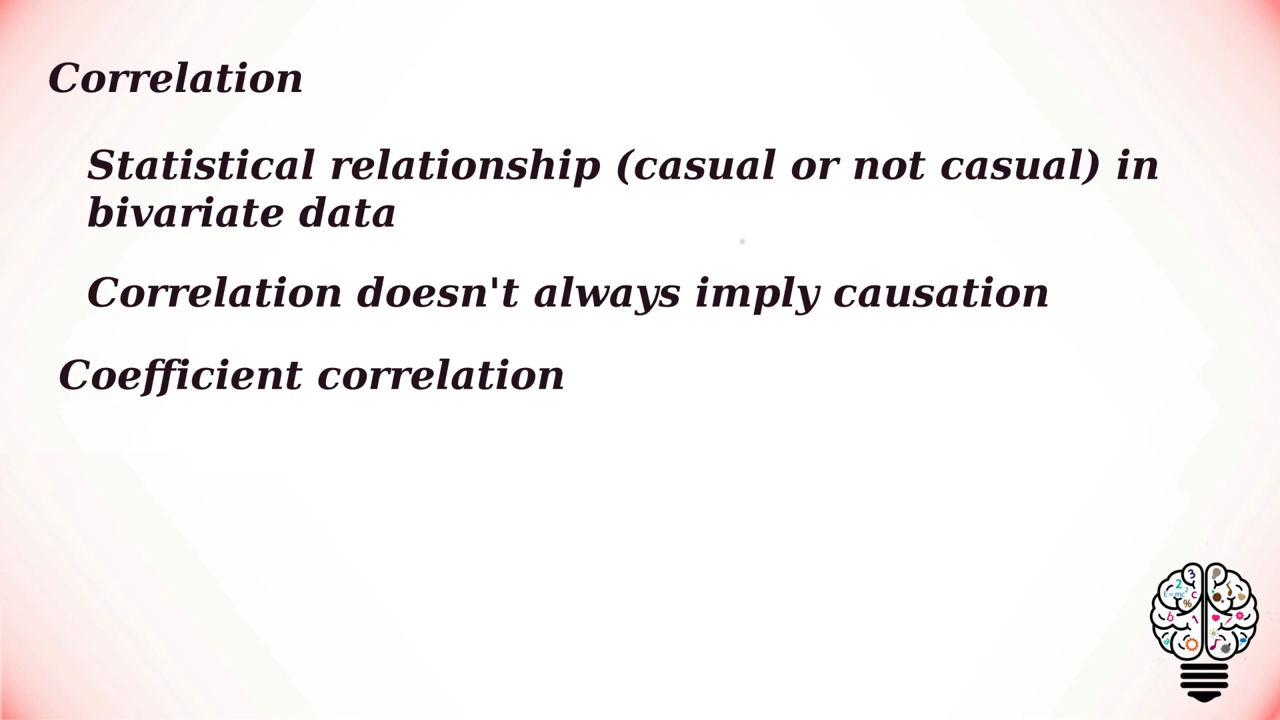 Correlation
Statistical relationship (casual or not casual) in
bivariate data
Correlation doesn't always imply causation
Coefficient correlation